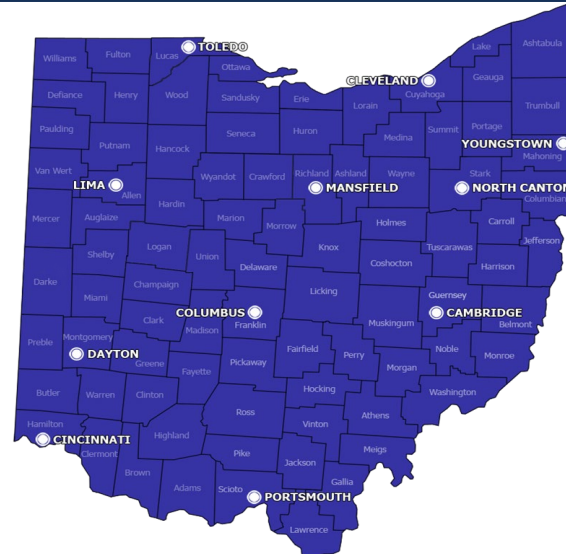 Ashtabula
Lake
TOLEDO
Fulton
Lucas
Williams
Ottawa
Geauga
CLEVELAND
Cuyahoga
Defiance
Henry
Wood
Sandusky
Erie
Lorain
Trumbull
Paulding
Seneca
Huron
Medina
Summit
Portage
Putnam
Hancock
YOUNGSTOWN
Mahoning
Van Wert
Wyandot
Crawford
Richland
Ashland
Wayne
Stark
LIMA
Allen
MANSFIELD
NORTH CANTON
Columbian
Hardin
Mercer
Auglaize
Marion
Morrow
Holmes
Carroll
Knox
Tuscarawas
Jefferson
Logan
Shelby
Union
Delaware
Coshocton
Harrison
Darke
Champaign
Licking
Miami
Guernsey
COLUMBUS
CAMBRIDGE
Clark
Madison
Franklin
Muskingum
Belmont
Preble
Montgomery
DAYTON
Greene
Fairfield
Perry
Noble
Monroe
Pickaway
Morgan
Fayette
Butler
Warren
Clinton
Hocking
Washington
Ross
Athens
Hamilton
Vinton
CINCINNATI
Highland
Clermont
Pike
Meigs
Jackson
Brown
Adams
Scioto
Gallia
PORTSMOUTH
Lawrence